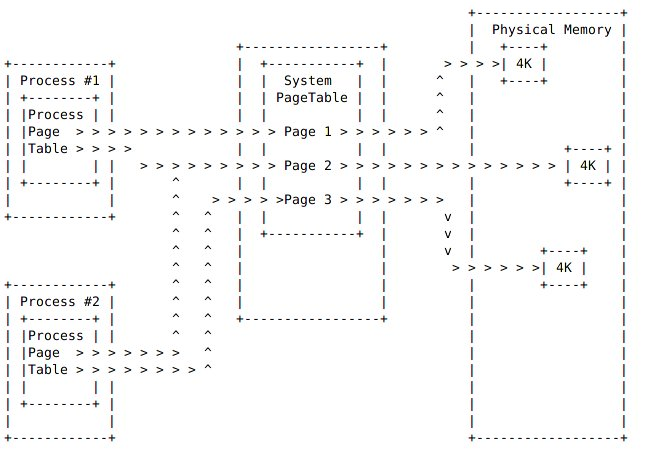 Physical Memory
4K
Process #1 System
PageTable
Process
Page Page 1
Table
Page 2 4K
Page 3
4K
Process #2
Process
Page
Table